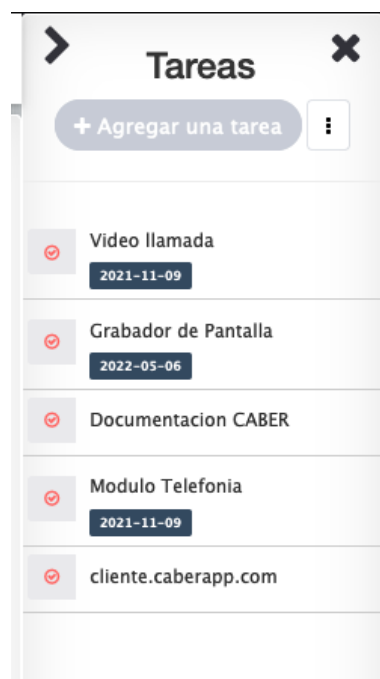 Tareas
+ Agregar una tarea
Video llamada
2021-11-09
Grabador de Pantalla
2022-05-06
Documentacion CABER
Modulo Telefonia
2021-11-09
cliente.caberapp.com